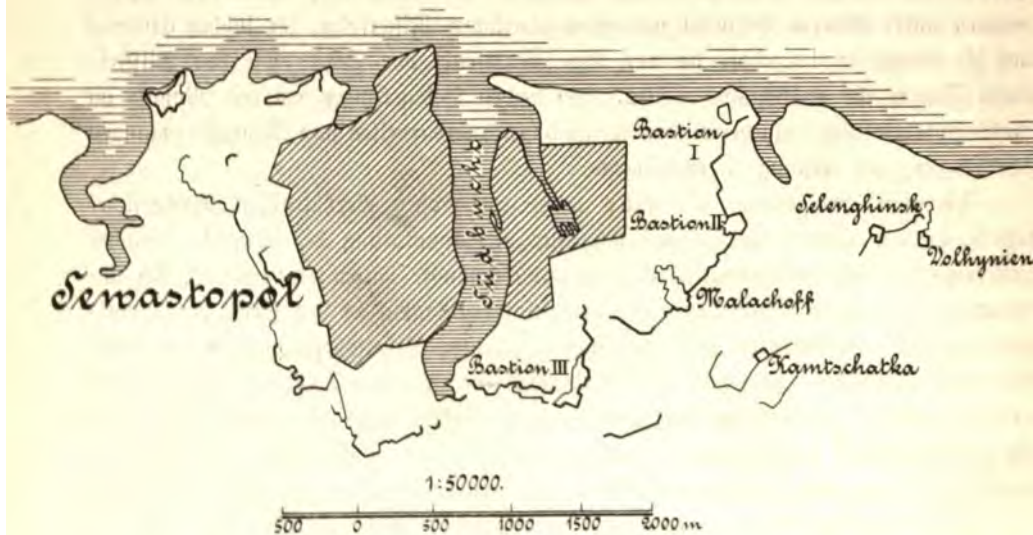 Bastion
I
Selenghinsk
Bastion II
Volhynien
Südbucht
Sewastopol
Malachoff
Bastion III
Kamtschatka
1:50000.
500 0 500 1000 1500 2000 m